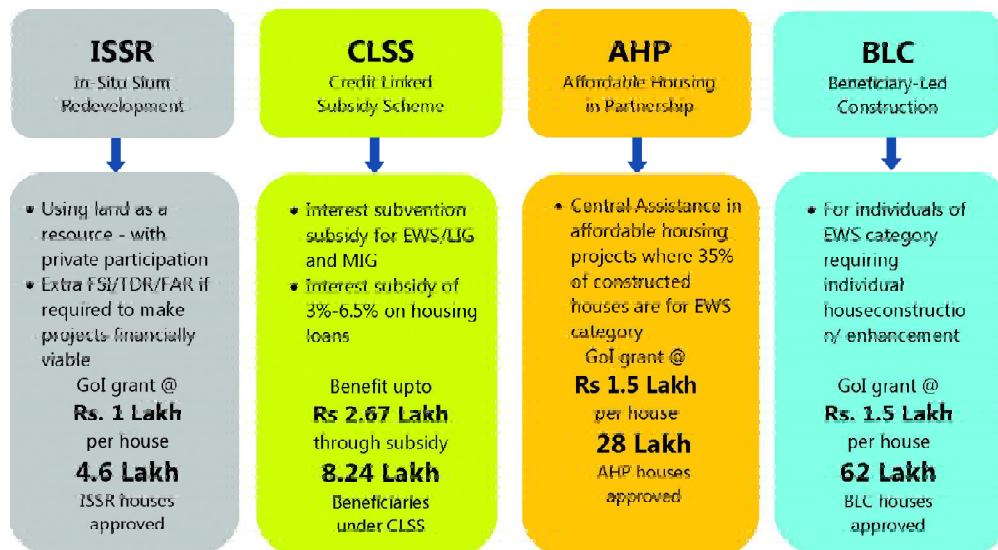 ISSR
In-Situ Slum
Redevelopment
• Using land as a
resource - with
private participation
• Extra FSI/TDR/FAR if
required to make
projects financially
viable
GoI grant @
Rs. 1 Lakh
per house
4.6 Lakh
ISSR houses
approved
CLSS
Credit Linked
Subsidy Scheme
• Interest subvention
subsidy for EWS/LIG
and MIG
• Interest subsidy of
3%-6.5% on housing
loans
Benefit upto
Rs 2.67 Lakh
through subsidy
8.24 Lakh
Beneficiaries
under CLSS
AHP
Affordable Housing
in Partnership
• Central Assistance in
affordable housing
projects where 35%
of constructed
houses are for EWS
category
GoI grant @
Rs 1.5 Lakh
per house
28 Lakh
AHP houses
approved
BLC
Beneficiary-Led
Construction
• For individuals of
EWS category
requiring
individual
houseconstructio
n/ enhancement
GoI grant @
Rs. 1.5 Lakh
per house
62 Lakh
BLC houses
approved